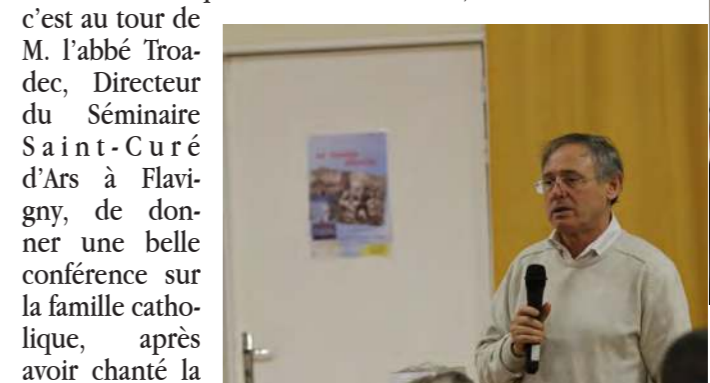 c'est au tour de
M. l'abbé Troa-
dec, Directeur
du Séminaire
Saint-Curé
d'Ars à Flavi-
gny, de don-
ner une belle
conférence sur
la famille catho-
lique, après
avoir chanté la